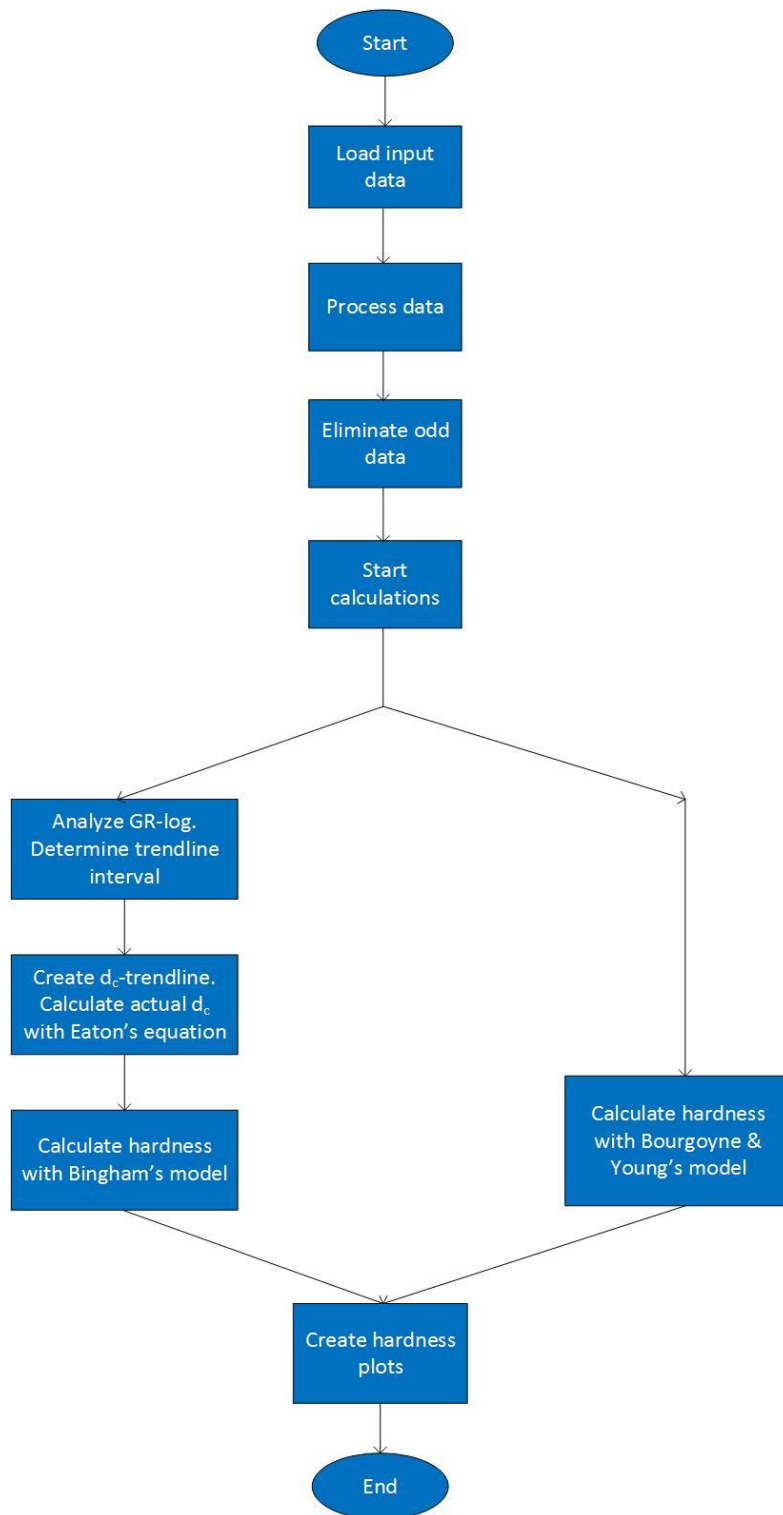 Start
Load input
data
Process data
Eliminate odd
data
Start
calculations
Analyze GR-log.
Determine trendline
interval
Create dc-trendline.
Calculate actual dc
with Eaton’s equation
Calculate hardness
with Bingham’s model
Calculate hardness
with Bourgoyne &
Young’s model
Create hardness
plots
End